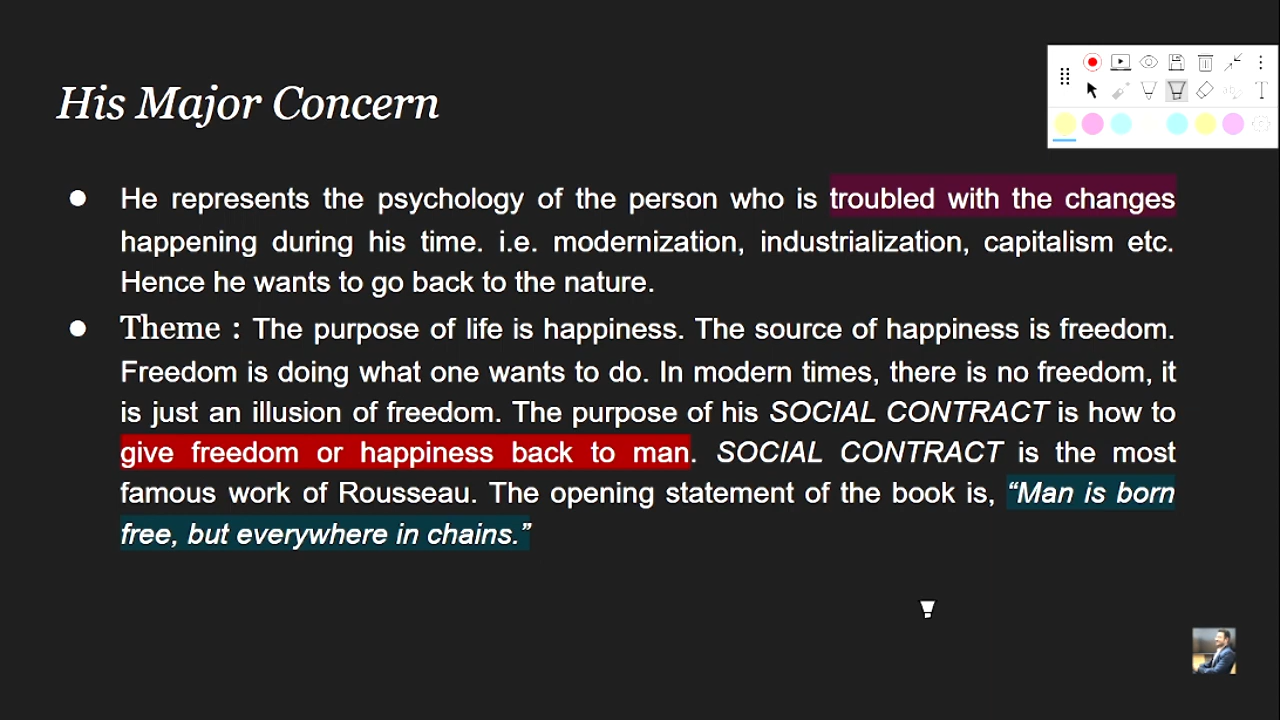 His Major Concern
● He represents the psychology of the person who is troubled with the changes
happening during his time. i.e. modernization, industrialization, capitalism etc.
Hence he wants to go back to the nature.
● Theme : The purpose of life is happiness. The source of happiness is freedom.
Freedom is doing what one wants to do. In modern times, there is no freedom, it
is just an illusion of freedom. The purpose of his SOCIAL CONTRACT is how to
give freedom or happiness back to man. SOCIAL CONTRACT is the most
famous work of Rousseau. The opening statement of the book is, “Man is born
free, but everywhere in chains.”